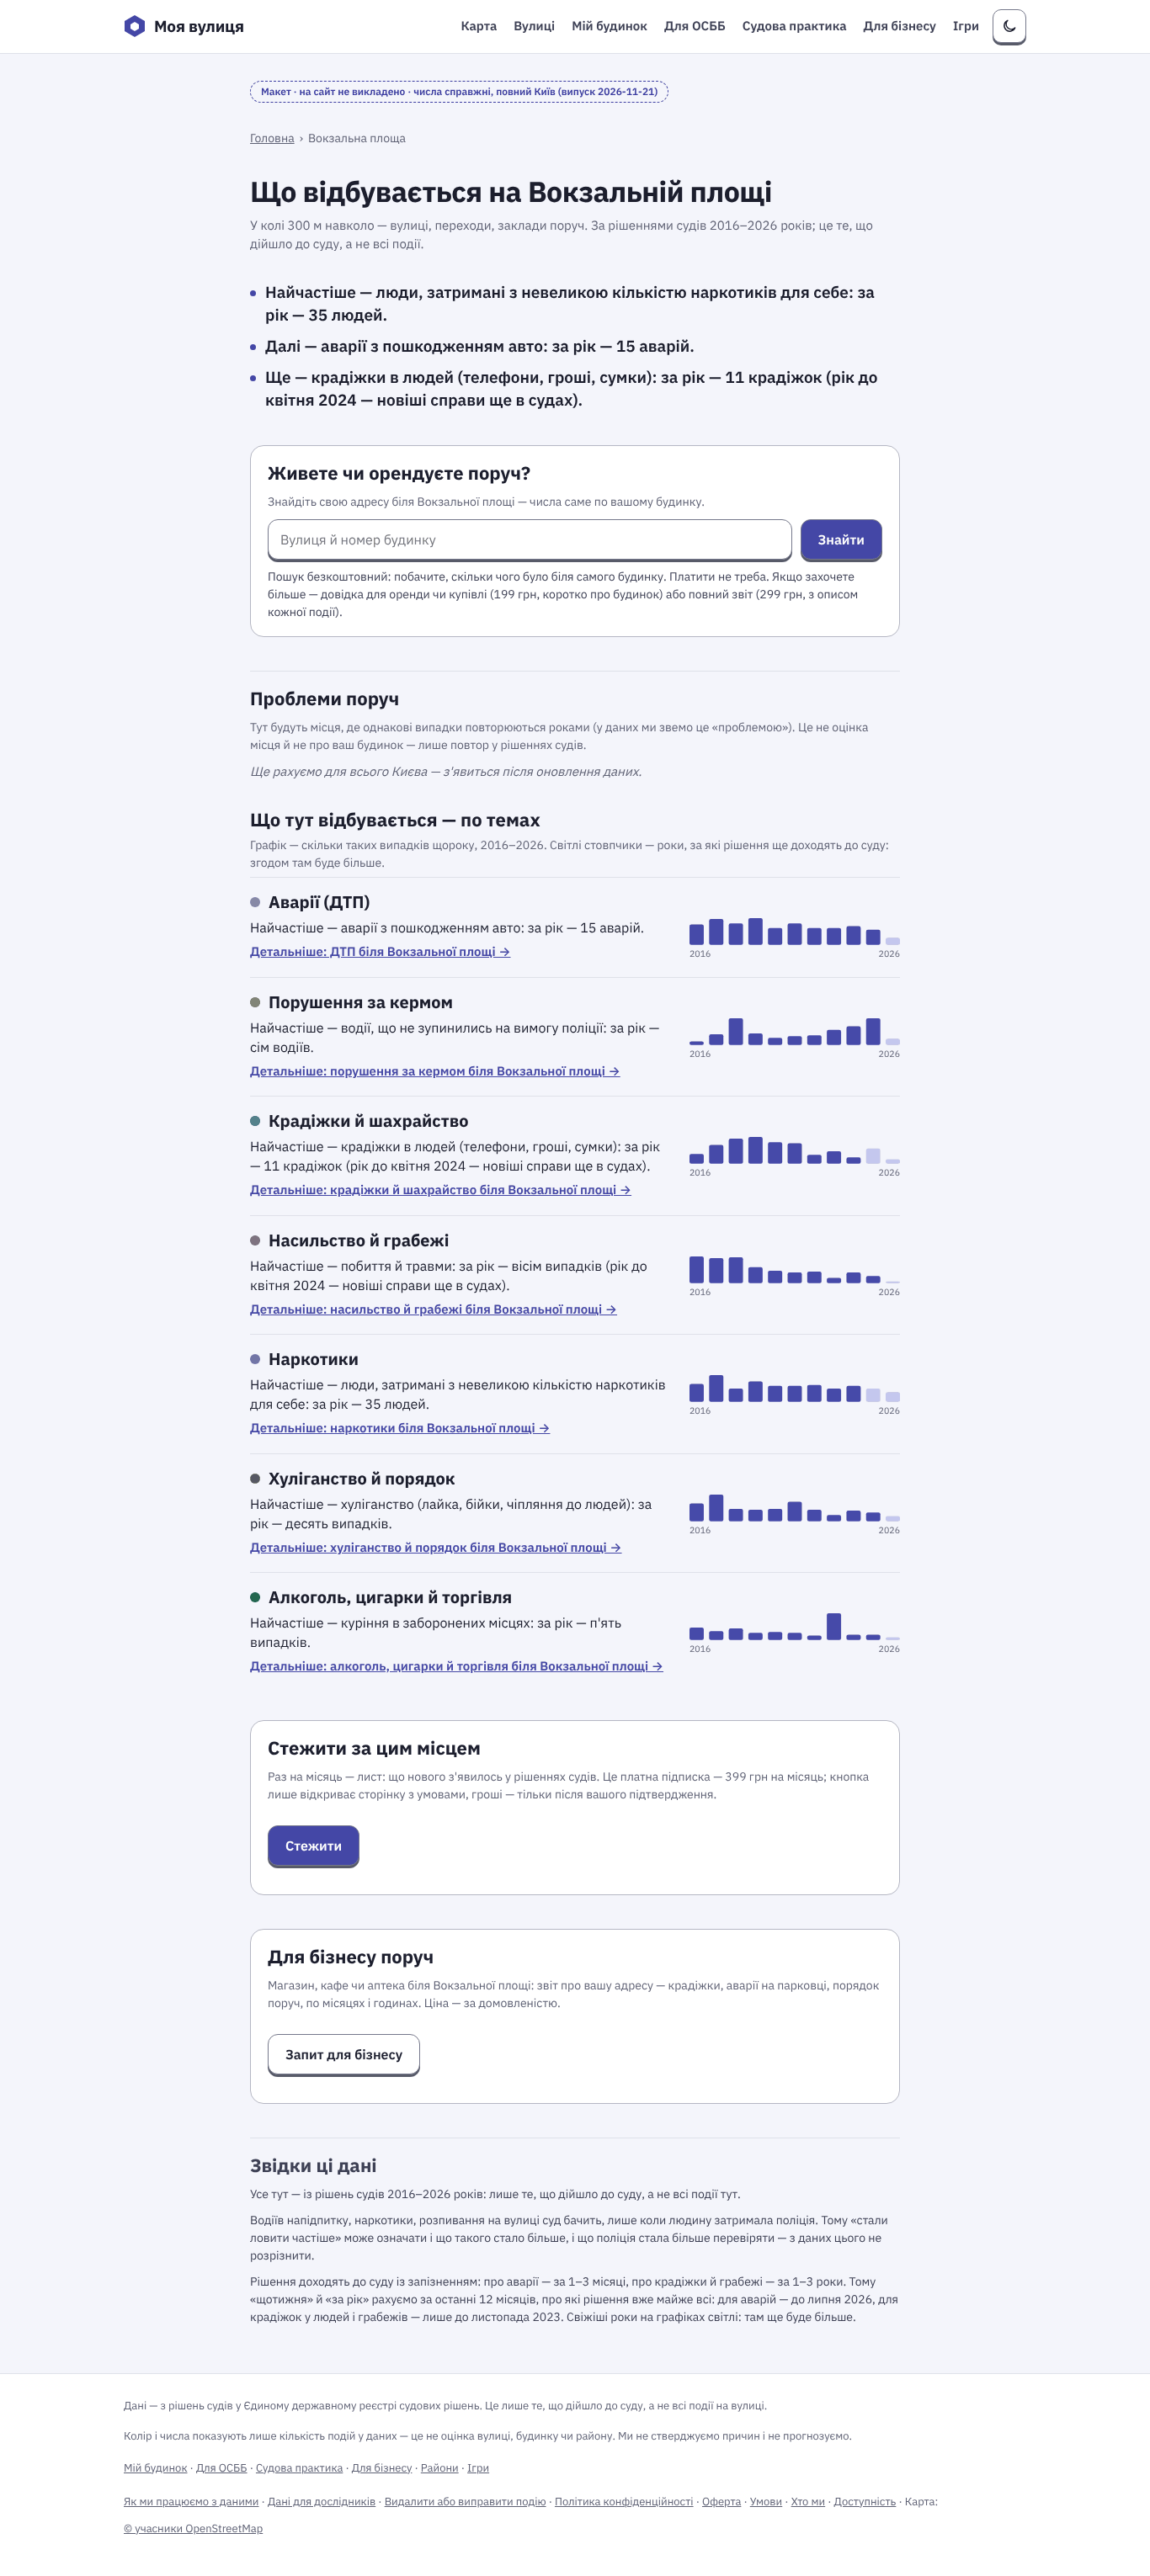 Моя вулиця
Карта Вулиці Мій будинок Для ОСББ Судова практика Для бізнесу Ігри
Макет · на сайт не викладено · числа справжні, повний Київ (випуск 2026-11-21)
Головна › Вокзальна площа
Що відбувається на Вокзальній площі
У колі 300 м навколо — вулиці, переходи, заклади поруч. За рішеннями судів 2016–2026 років; це те, що
дійшло до суду, а не всі події.
Найчастіше — люди, затримані з невеликою кількістю наркотиків для себе: за
рік — 35 людей.
Далі — аварії з пошкодженням авто: за рік — 15 аварій.
Ще — крадіжки в людей (телефони, гроші, сумки): за рік — 11 крадіжок (рік до
квітня 2024 — новіші справи ще в судах).
Живете чи орендуєте поруч?
Знайдіть свою адресу біля Вокзальної площі — числа саме по вашому будинку.
Вулиця й номер будинку
Знайти
Пошук безкоштовний: побачите, скільки чого було біля самого будинку. Платити не треба. Якщо захочете
більше — довідка для оренди чи купівлі (199 грн, коротко про будинок) або повний звіт (299 грн, з описом
кожної події).
Проблеми поруч
Тут будуть місця, де однакові випадки повторюються роками (у даних ми звемо це «проблемою»). Це не оцінка
місця й не про ваш будинок — лише повтор у рішеннях судів.
Ще рахуємо для всього Києва — з'явиться після оновлення даних.
Що тут відбувається — по темах
Графік — скільки таких випадків щороку, 2016–2026. Світлі стовпчики — роки, за які рішення ще доходять до суду:
згодом там буде більше.
Аварії (ДТП)
Найчастіше — аварії з пошкодженням авто: за рік — 15 аварій.
Детальніше: ДТП біля Вокзальної площі →
2016 2026
Порушення за кермом
Найчастіше — водії, що не зупинились на вимогу поліції: за рік —
сім водіїв.
Детальніше: порушення за кермом біля Вокзальної площі →
2016 2026
Крадіжки й шахрайство
Найчастіше — крадіжки в людей (телефони, гроші, сумки): за рік
— 11 крадіжок (рік до квітня 2024 — новіші справи ще в судах).
Детальніше: крадіжки й шахрайство біля Вокзальної площі →
2016 2026
Насильство й грабежі
Найчастіше — побиття й травми: за рік — вісім випадків (рік до
квітня 2024 — новіші справи ще в судах).
Детальніше: насильство й грабежі біля Вокзальної площі →
2016 2026
Наркотики
Найчастіше — люди, затримані з невеликою кількістю наркотиків
для себе: за рік — 35 людей.
Детальніше: наркотики біля Вокзальної площі →
2016 2026
Хуліганство й порядок
Найчастіше — хуліганство (лайка, бійки, чіпляння до людей): за
рік — десять випадків.
Детальніше: хуліганство й порядок біля Вокзальної площі →
2016 2026
Алкоголь, цигарки й торгівля
Найчастіше — куріння в заборонених місцях: за рік — п'ять
випадків.
Детальніше: алкоголь, цигарки й торгівля біля Вокзальної площі →
2016 2026
Стежити за цим місцем
Раз на місяць — лист: що нового з'явилось у рішеннях судів. Це платна підписка — 399 грн на місяць; кнопка
лише відкриває сторінку з умовами, гроші — тільки після вашого підтвердження.
Стежити
Для бізнесу поруч
Магазин, кафе чи аптека біля Вокзальної площі: звіт про вашу адресу — крадіжки, аварії на парковці, порядок
поруч, по місяцях і годинах. Ціна — за домовленістю.
Запит для бізнесу
Звідки ці дані
Усе тут — із рішень судів 2016–2026 років: лише те, що дійшло до суду, а не всі події тут.
Водіїв напідпитку, наркотики, розпивання на вулиці суд бачить, лише коли людину затримала поліція. Тому «стали
ловити частіше» може означати і що такого стало більше, і що поліція стала більше перевіряти — з даних цього не
розрізнити.
Рішення доходять до суду із запізненням: про аварії — за 1–3 місяці, про крадіжки й грабежі — за 1–3 роки. Тому
«щотижня» й «за рік» рахуємо за останні 12 місяців, про які рішення вже майже всі: для аварій — до липня 2026, для
крадіжок у людей і грабежів — лише до листопада 2023. Свіжіші роки на графіках світлі: там ще буде більше.
Дані — з рішень судів у Єдиному державному реєстрі судових рішень. Це лише те, що дійшло до суду, а не всі події на вулиці.
Колір і числа показують лише кількість подій у даних — це не оцінка вулиці, будинку чи району. Ми не стверджуємо причин і не прогнозуємо.
Мій будинок · Для ОСББ · Судова практика · Для бізнесу · Райони · Ігри
Як ми працюємо з даними · Дані для дослідників · Видалити або виправити подію · Політика конфіденційності · Оферта · Умови · Хто ми · Доступність · Карта:
© учасники OpenStreetMap